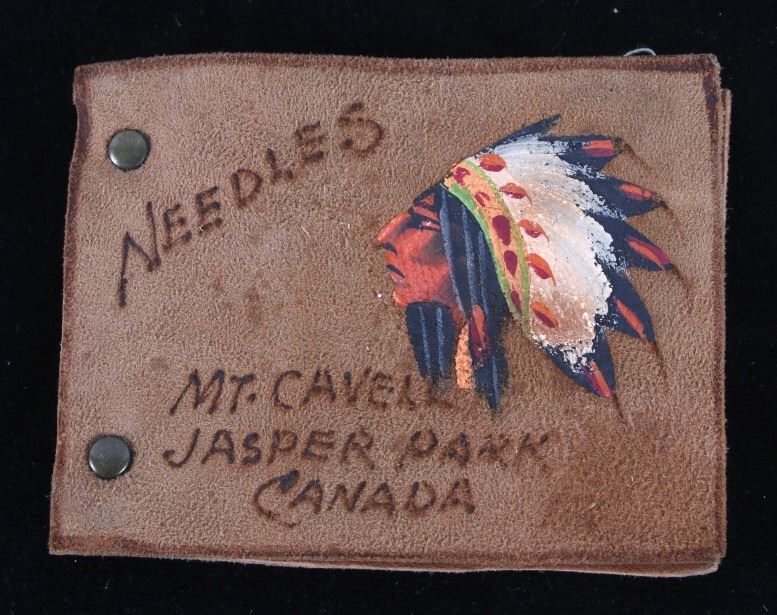 NEEDLES
MT. CAVELL
JASPER PARK
CANADA